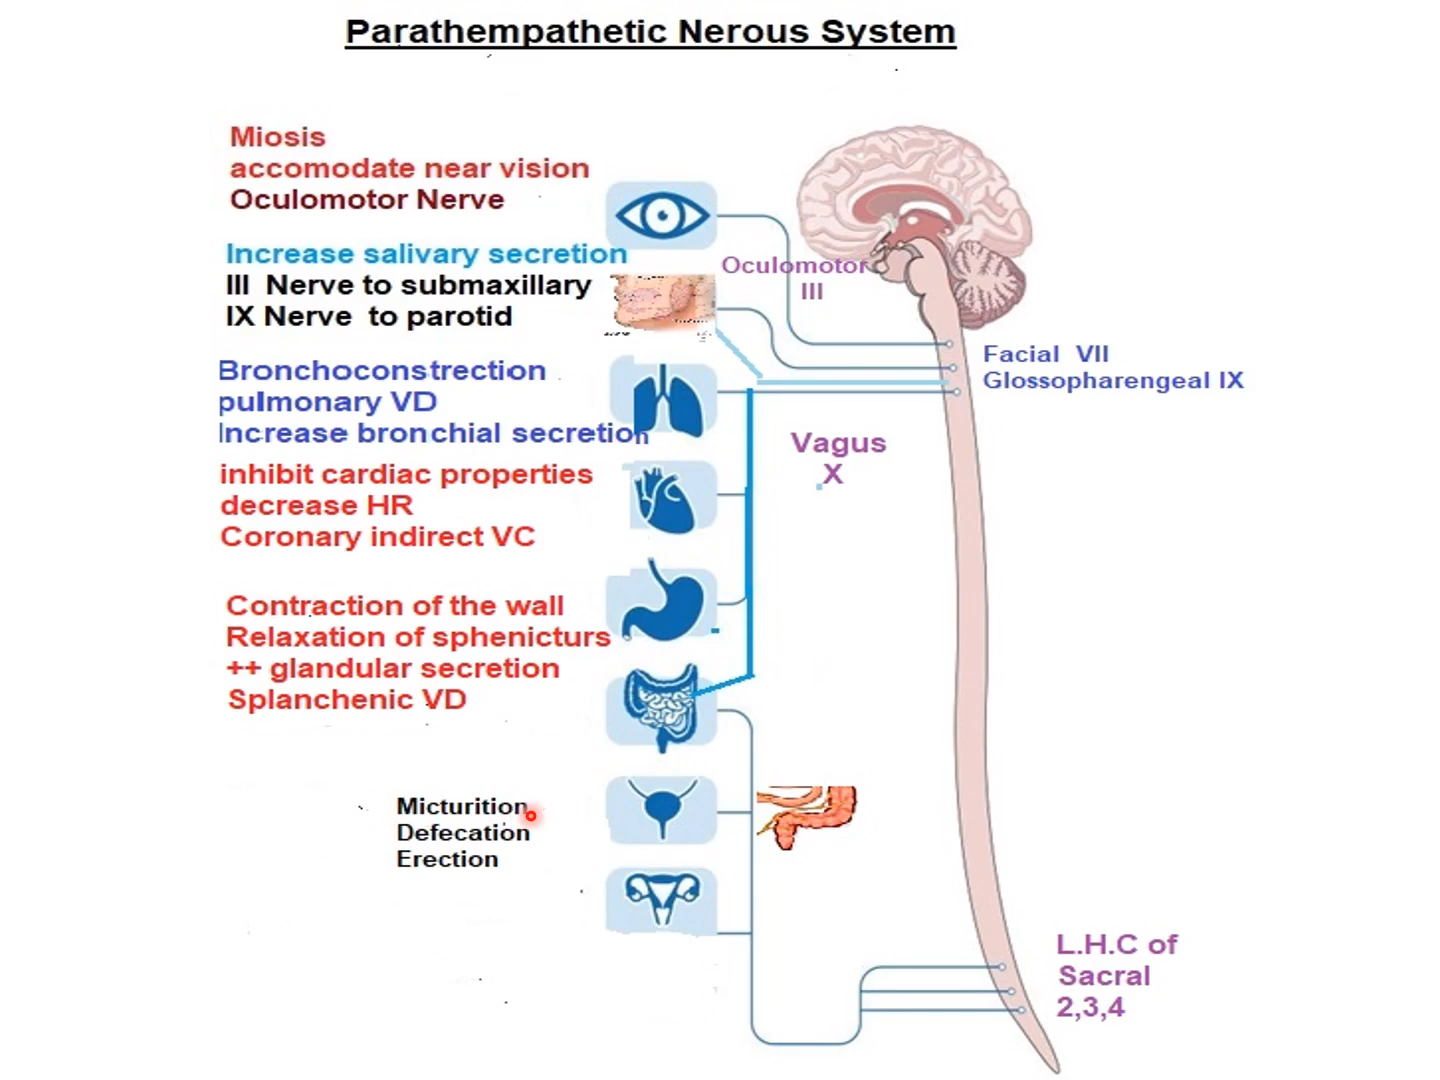 Parathempathetic Nerous System
Miosis
accomodate near vision
Oculomotor Nerve
Increase salivary secretion
III Nerve to submaxillary
IX Nerve to parotid
Oculomotor
III
Facial VII
Glossopharengeal IX
Bronchoconstrection
pulmonary VD
Increase bronchial secretion
Vagus
X
inhibit cardiac properties
decrease HR
Coronary indirect VC
Contraction of the wall
Relaxation of sphenicturs
++ glandular secretion
Splanchenic VD
Micturition
Defecation
Erection
L.H.C of
Sacral
2,3,4